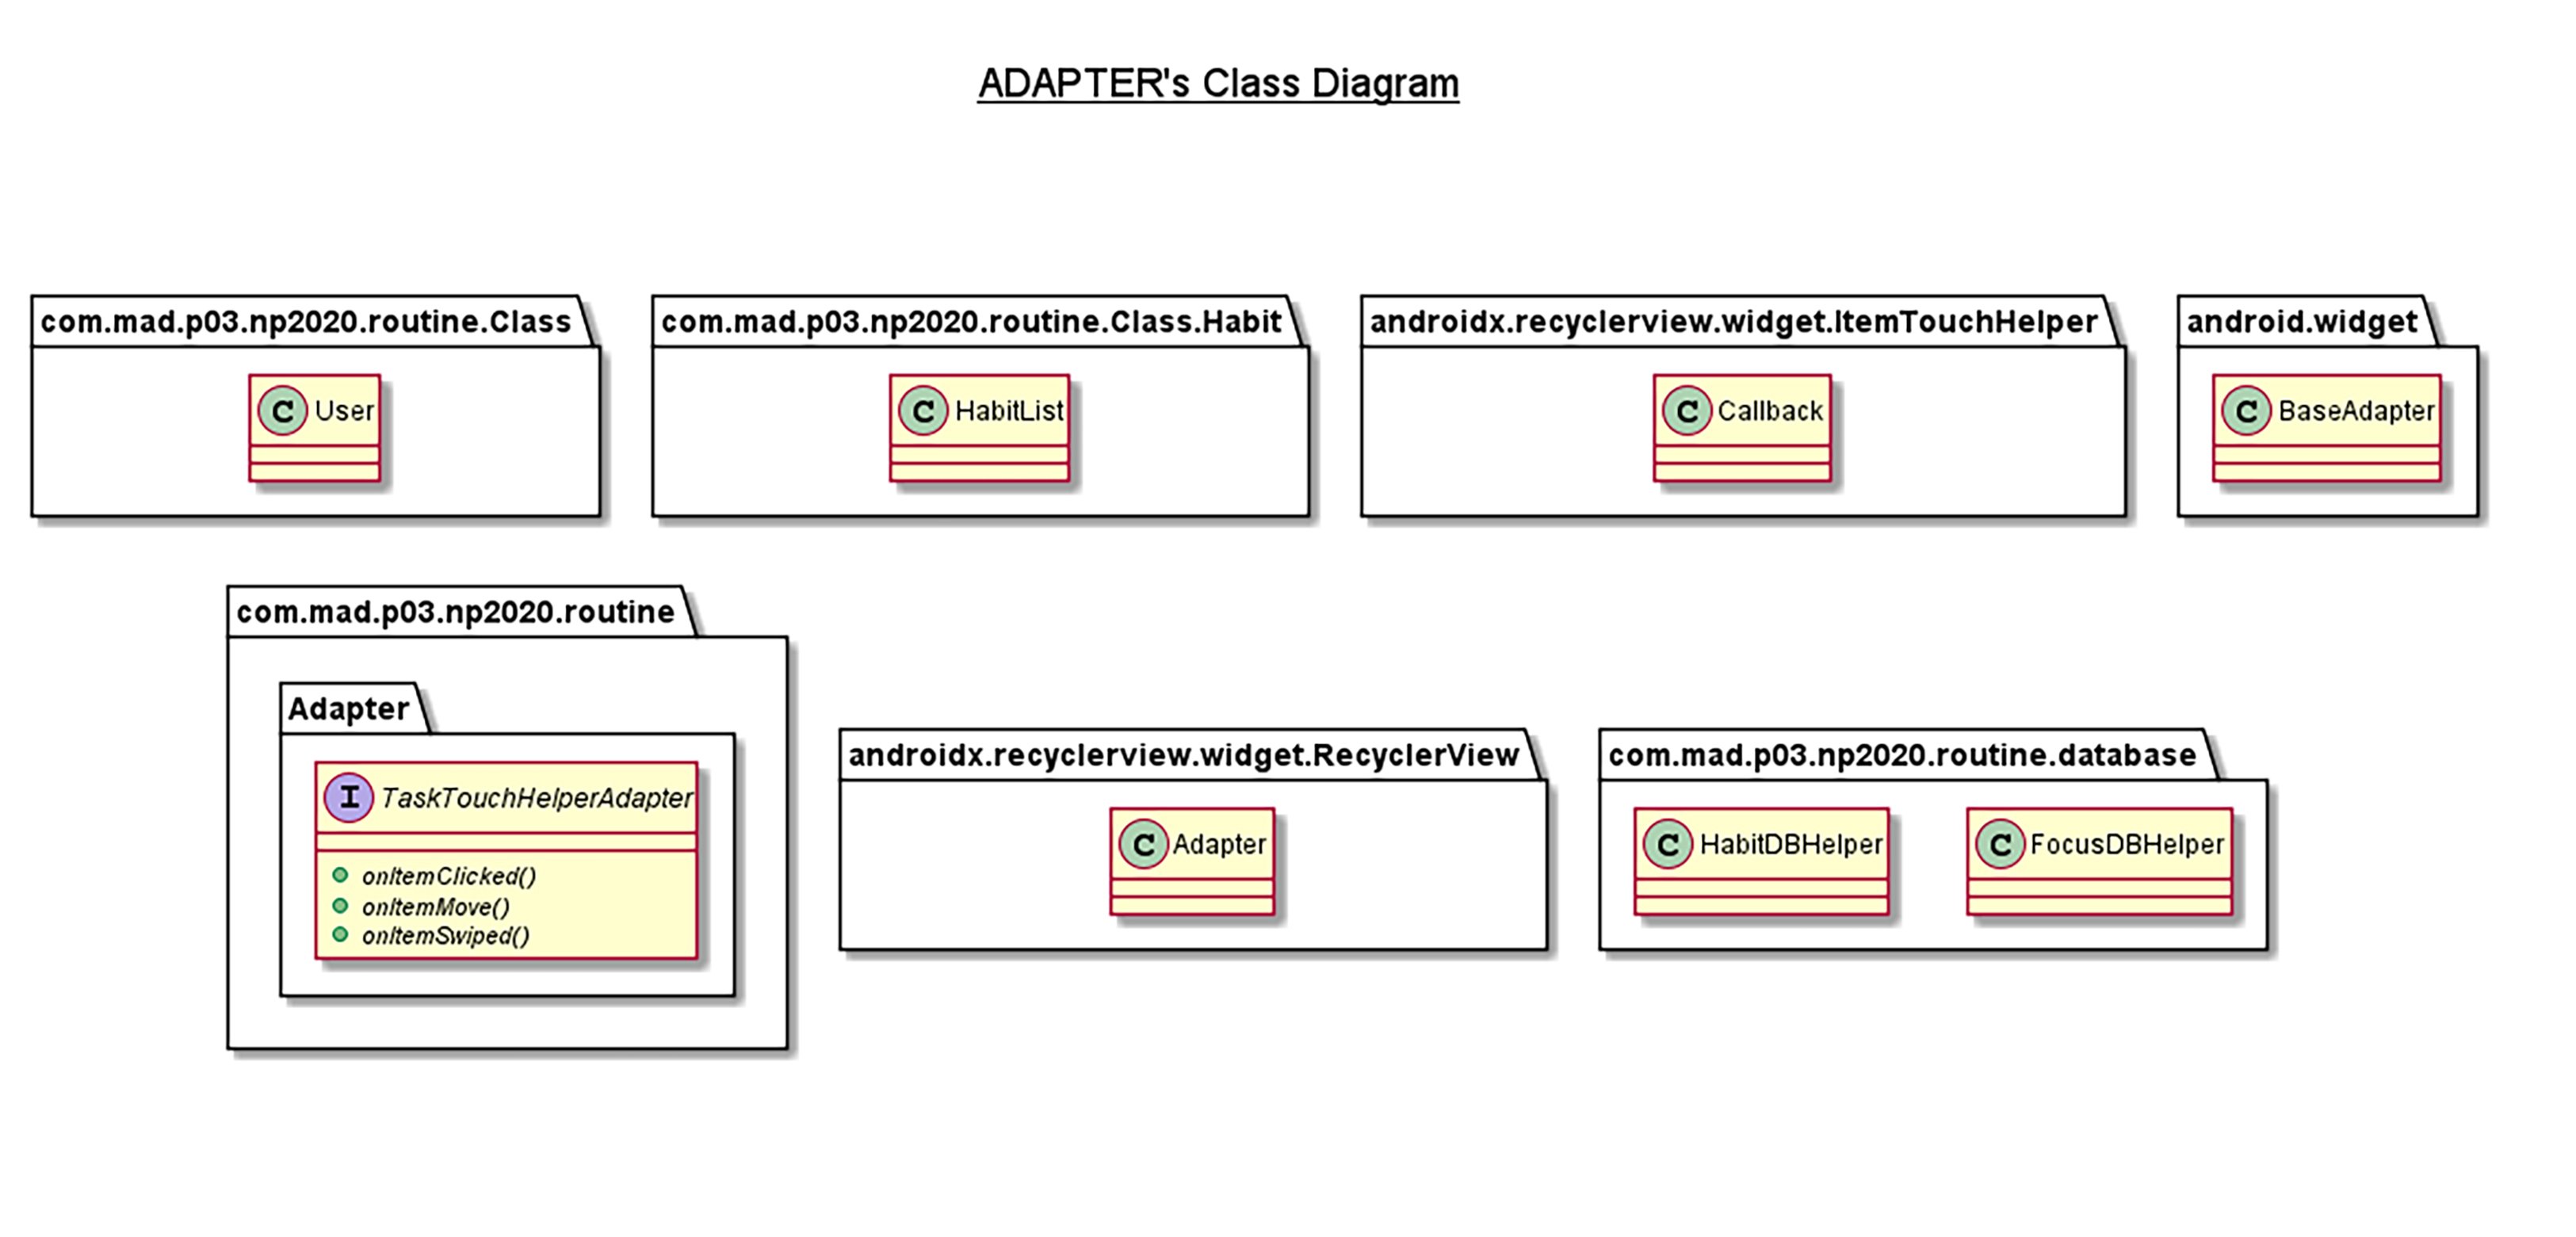 ADAPTER's Class Diagram
com.mad.p03.np2020.routine.Class
C User
com.mad.p03.np2020.routine.Class.Habit
C HabitList
androidx.recyclerview.widget.ItemTouchHelper
C Callback
android.widget
C BaseAdapter
com.mad.p03.np2020.routine
Adapter
I TaskTouchHelperAdapter
onItemClicked()
onItemMove()
onItemSwiped()
androidx.recyclerview.widget.RecyclerView
C Adapter
com.mad.p03.np2020.routine.database
C HabitDBHelper
C FocusDBHelper